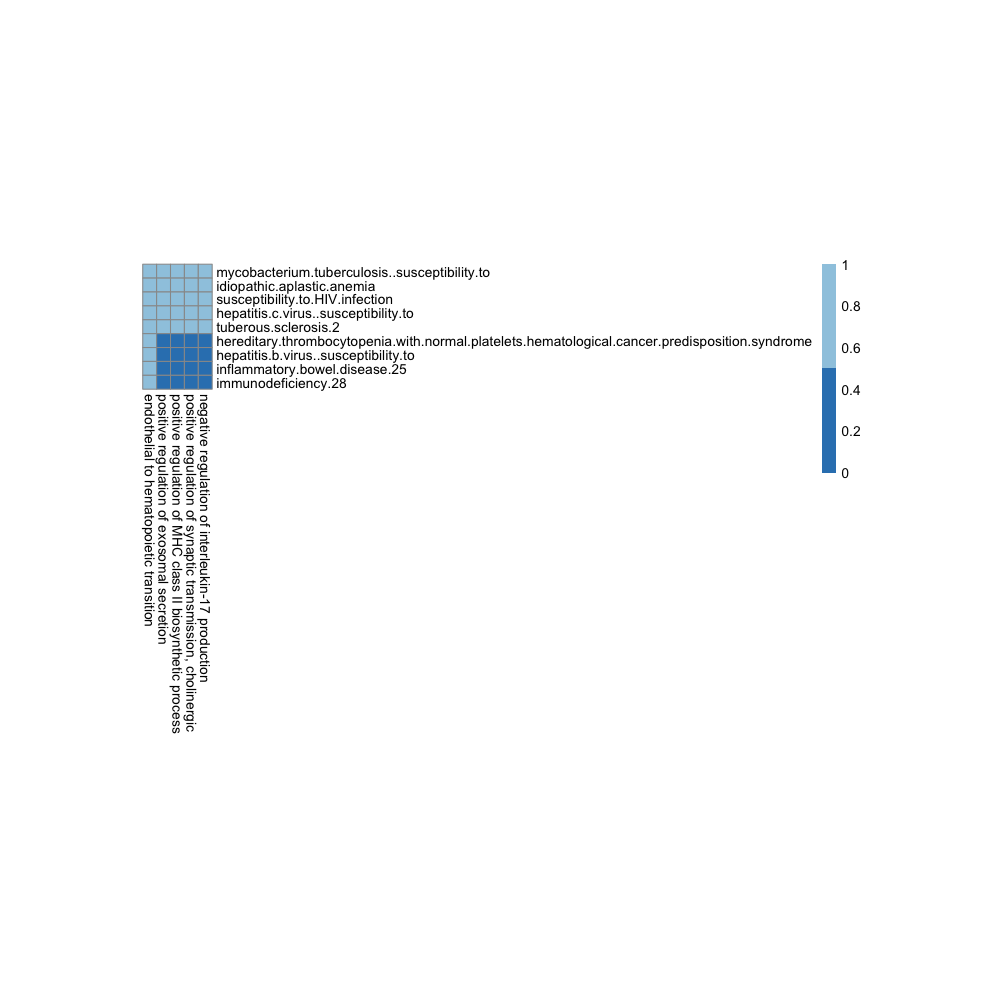 mycobacterium.tuberculosis..susceptibility.to
idiopathic.aplastic.anemia
susceptibility.to.HIV.infection
hepatitis.c.virus..susceptibility.to
tuberous.sclerosis.2
hereditary.thrombocytopenia.with.normal.platelets.hematological.cancer.predisposition.syndrome
hepatitis.b.virus..susceptibility.to
inflammatory.bowel.disease.25
immunodeficiency.28
endothelial to hematopoietic transition
positive regulation of exosomal secretion
positive regulation of MHC class II biosynthetic process
positive regulation of synaptic transmission, cholinergic
negative regulation of interleukin-17 production
1
0.8
0.6
0.4
0.2
0